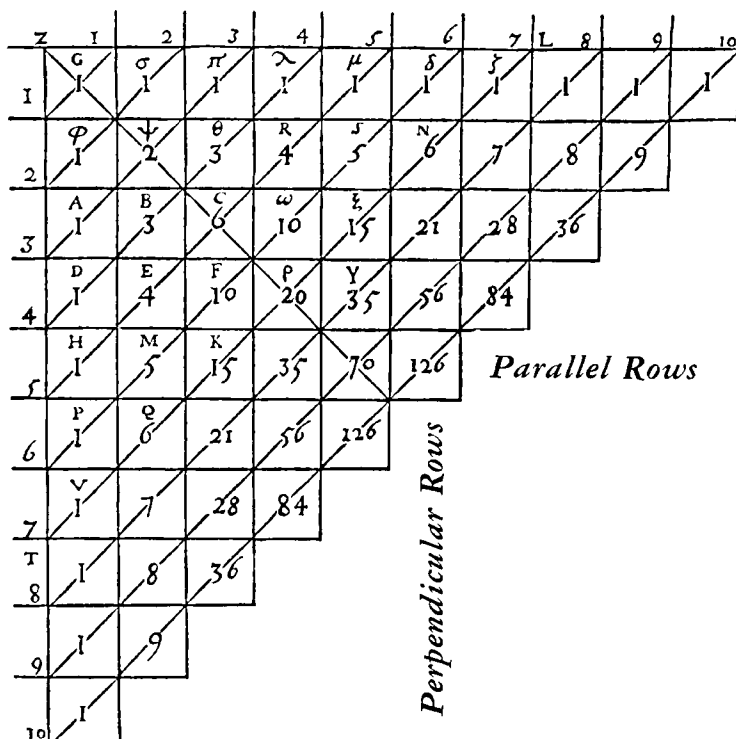 Z 1 2 3 4 5 6 7 L 8 9 10
G σ π λ μ δ ζ
1 1 1 1 1 1 1 1 1 1 1
φ ψ θ R S N
2 1 2 3 4 5 6 7 8 9
A B C ω ξ
3 1 3 6 10 15 21 28 36
D E F ρ Y
4 1 4 10 20 35 56 84
H M K
5 1 5 15 35 70 126 Parallel Rows
P Q
6 1 6 21 56 126
V
7 1 7 28 84
T
8 1 8 36
9 1 9
10 1
Perpendicular Rows